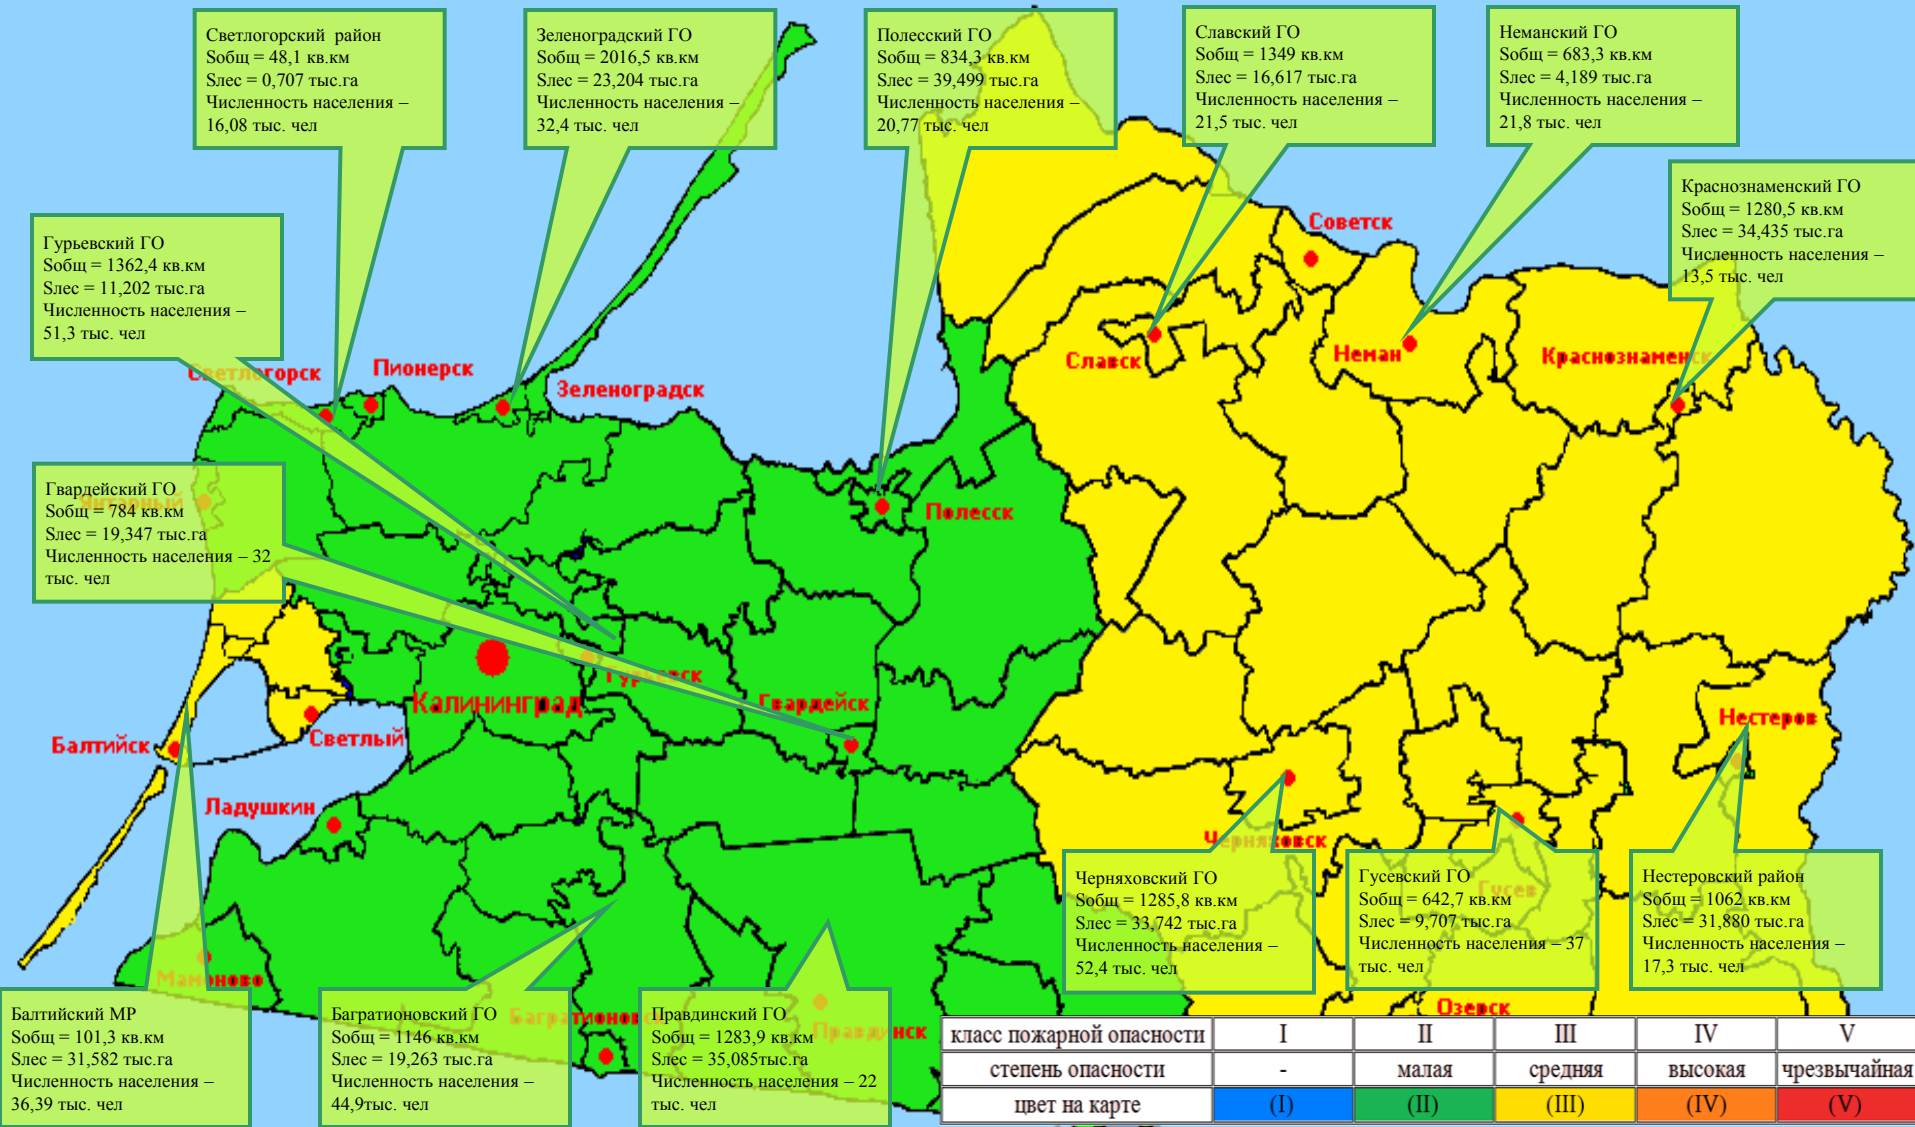 Светлогорский район
Sобщ = 48,1 кв.км
Sлес = 0,707 тыс.га
Численность населения –
16,08 тыс. чел
Зеленоградский ГО
Sобщ = 2016,5 кв.км
Sлес = 23,204 тыс.га
Численность населения –
32,4 тыс. чел
Полесский ГО
Sобщ = 834,3 кв.км
Sлес = 39,499 тыс.га
Численность населения –
20,77 тыс. чел
Славский ГО
Sобщ = 1349 кв.км
Sлес = 16,617 тыс.га
Численность населения –
21,5 тыс. чел
Неманский ГО
Sобщ = 683,3 кв.км
Sлес = 4,189 тыс.га
Численность населения –
21,8 тыс. чел
Краснознаменский ГО
Sобщ = 1280,5 кв.км
Sлес = 34,435 тыс.га
Численность населения –
13,5 тыс. чел
Гурьевский ГО
Sобщ = 1362,4 кв.км
Sлес = 11,202 тыс.га
Численность населения –
51,3 тыс. чел
Советск
Светлогорск
Пионерск
Зеленоградск
Славск
Неман
Краснознаменск
Гвардейский ГО
Sобщ = 784 кв.км
Sлес = 19,347 тыс.га
Численность населения – 32
тыс. чел
Янтарный
Полесск
Гурьевск
Калининград
Гвардейск
Балтийск
Светлый
Нестеров
Ладушкин
Черняховск
Гусев
Мамоново
Багратионовск
Правдинск
Озерск
Черняховский ГО
Sобщ = 1285,8 кв.км
Sлес = 33,742 тыс.га
Численность населения –
52,4 тыс. чел
Гусевский ГО
Sобщ = 642,7 кв.км
Sлес = 9,707 тыс.га
Численность населения – 37
тыс. чел
Нестеровский район
Sобщ = 1062 кв.км
Sлес = 31,880 тыс.га
Численность населения –
17,3 тыс. чел
Балтийский МР
Sобщ = 101,3 кв.км
Sлес = 31,582 тыс.га
Численность населения –
36,39 тыс. чел
Багратионовский ГО
Sобщ = 1146 кв.км
Sлес = 19,263 тыс.га
Численность населения –
44,9тыс. чел
Правдинский ГО
Sобщ = 1283,9 кв.км
Sлес = 35,085тыс.га
Численность населения – 22
тыс. чел
класс пожарной опасности I II III IV V
степень опасности - малая средняя высокая чрезвычайная
цвет на карте (I) (II) (III) (IV) (V)